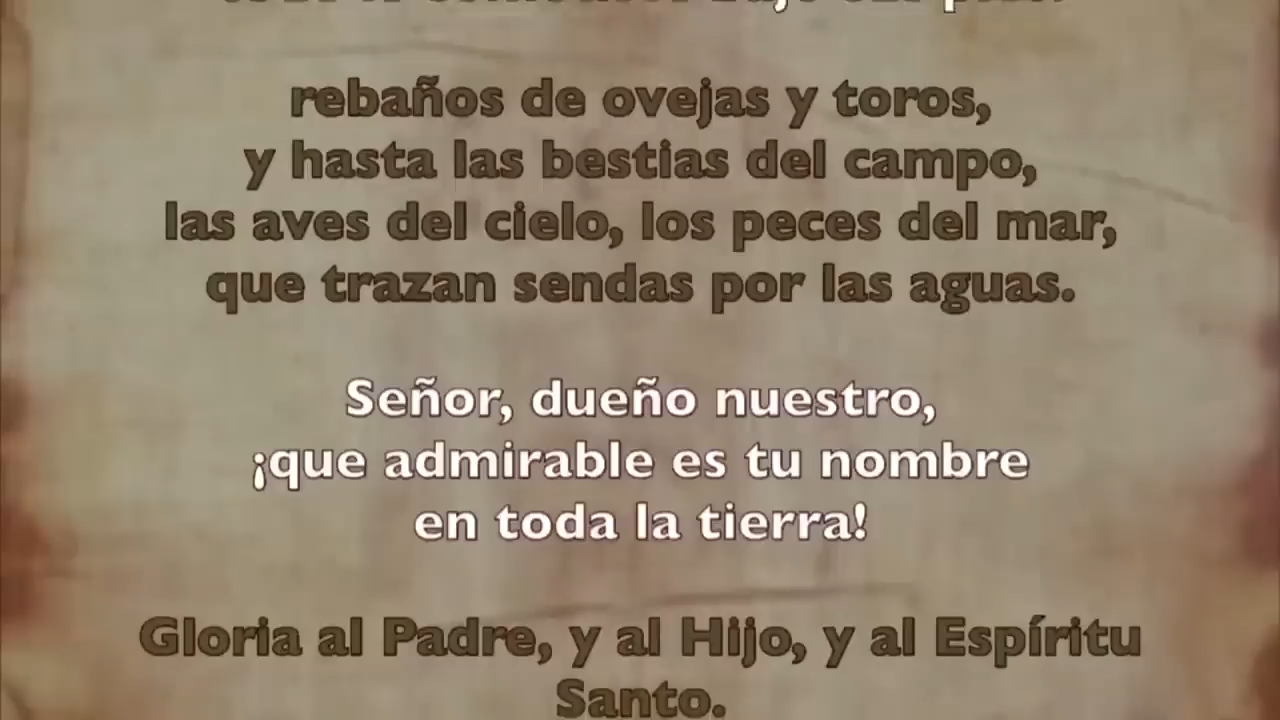 rebaños de ovejas y toros,
y hasta las bestias del campo,
las aves del cielo, los peces del mar,
que trazan sendas por las aguas.
Señor, dueño nuestro,
¡que admirable es tu nombre
en toda la tierra!
Gloria al Padre, y al Hijo, y al Espíritu
Santo.